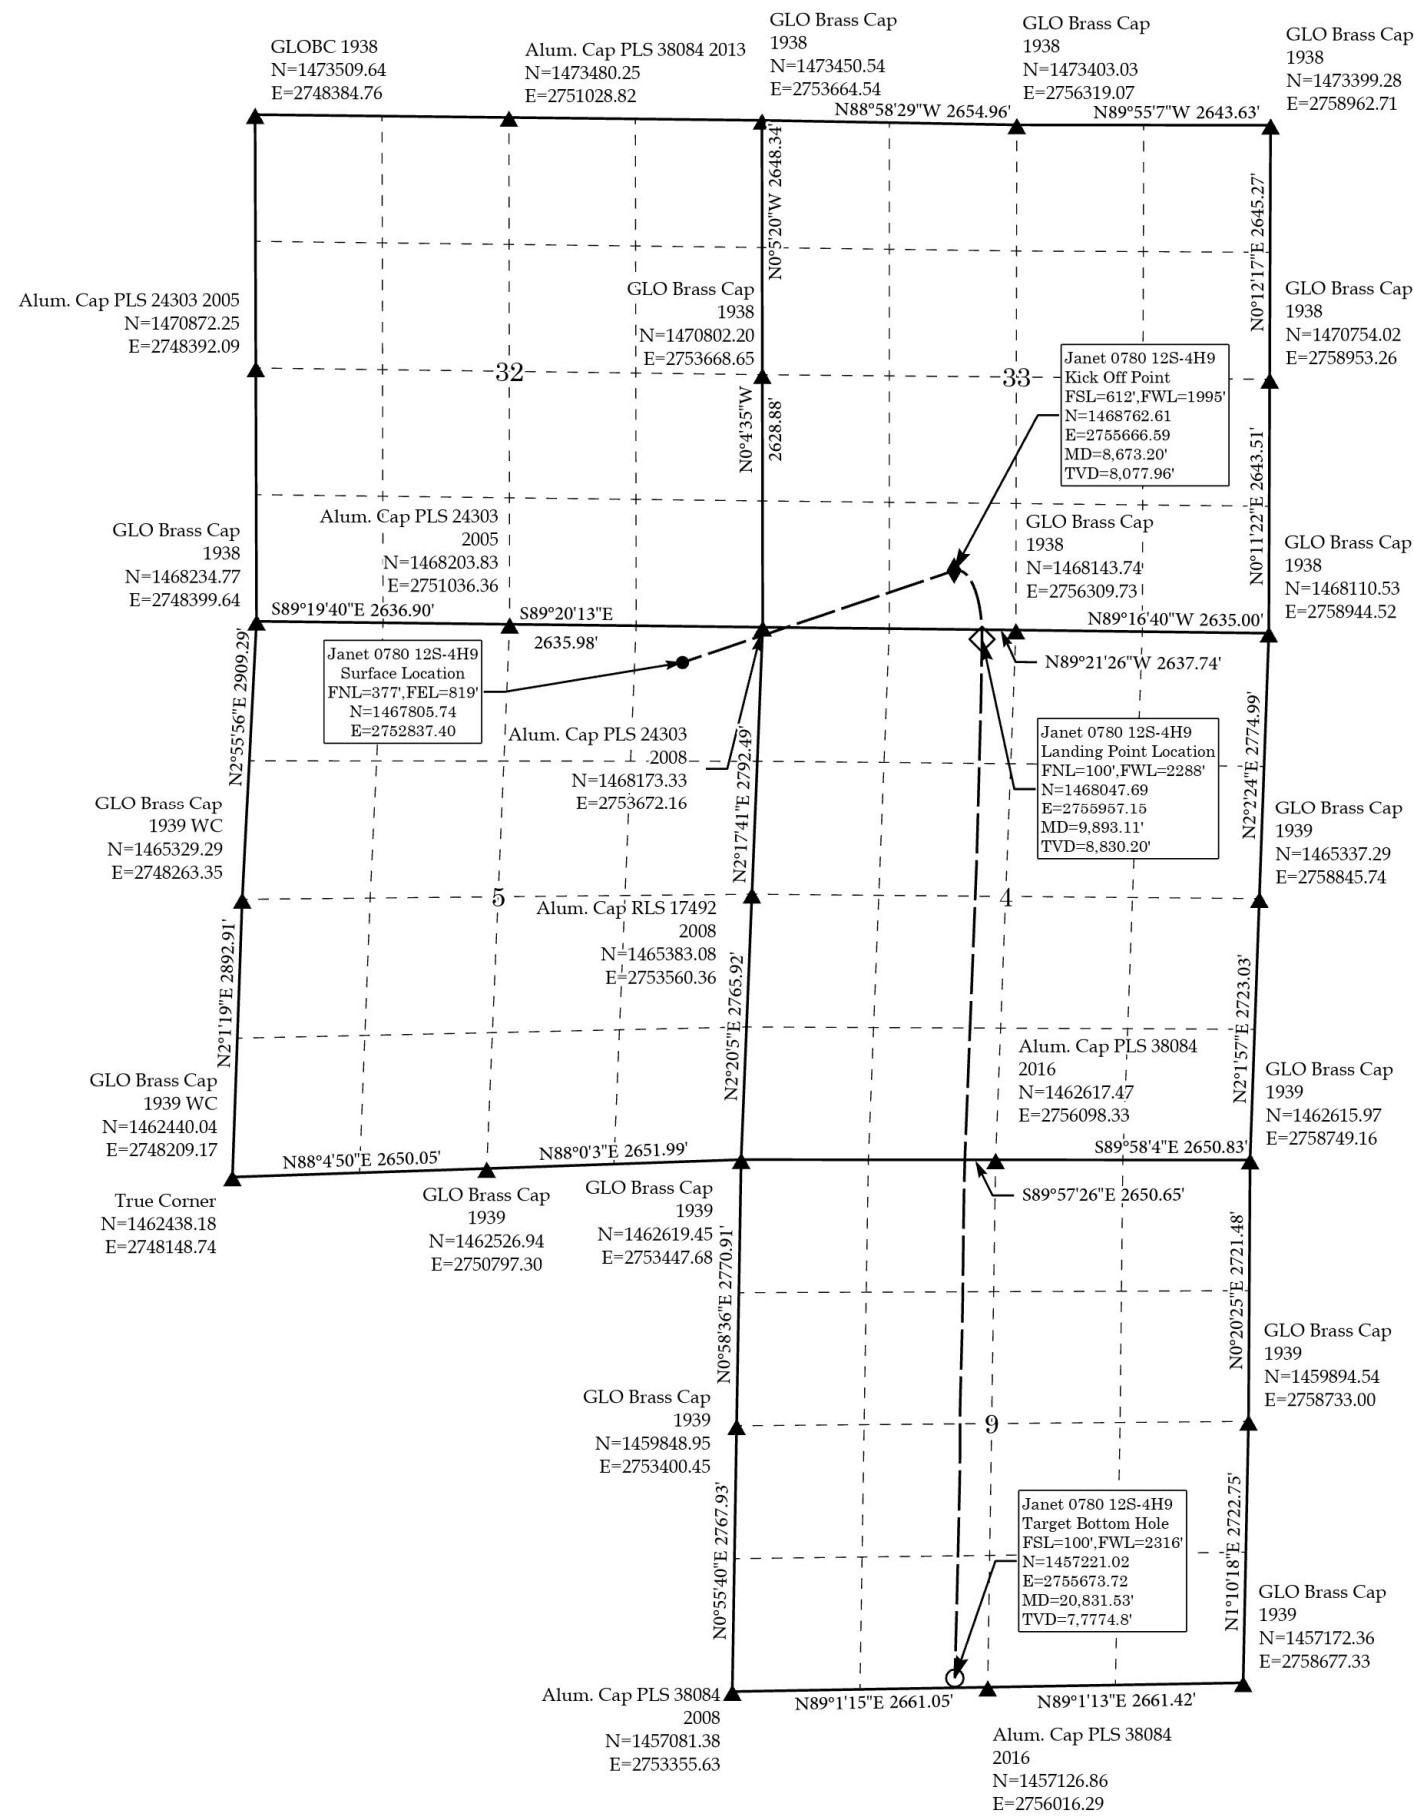 GLOBC 1938
N=1473509.64
E=2748384.76
Alum. Cap PLS 38084 2013
N=1473480.25
E=2751028.82
GLO Brass Cap
1938
N=1473450.54
E=2753664.54
GLO Brass Cap
1938
N=1473403.03
E=2756319.07
GLO Brass Cap
1938
N=1473399.28
E=2758962.71
N88°58'29"W 2654.96'
N89°55'7"W 2643.63'
N0°5'20"W 2648.34'
N0°12'17"E 2645.27'
Alum. Cap PLS 24303 2005
N=1470872.25
E=2748392.09
GLO Brass Cap
1938
N=1470802.20
E=2753668.65
GLO Brass Cap
1938
N=1470754.02
E=2758953.26
32
33
Janet 0780 12S-4H9
Kick Off Point
FSL=612',FWL=1995'
N=1468762.61
E=2755666.59
MD=8,673.20'
TVD=8,077.96'
N0°4'35"W
2628.88'
N0°11'22"E 2643.51'
GLO Brass Cap
1938
N=1468234.77
E=2748399.64
Alum. Cap PLS 24303
2005
N=1468203.83
E=2751036.36
GLO Brass Cap
1938
N=1468143.74
E=2756309.73
GLO Brass Cap
1938
N=1468110.53
E=2758944.52
S89°19'40"E 2636.90'
S89°20'13"E
2635.98'
N89°16'40"W 2635.00'
N89°21'26"W 2637.74'
Janet 0780 12S-4H9
Surface Location
FNL=377',FEL=819'
N=1467805.74
E=2752837.40
N2°55'56"E 2909.29'
Alum. Cap PLS 24303
2008
N=1468173.33
E=2753672.16
N2°17'41"E 2792.49'
Janet 0780 12S-4H9
Landing Point Location
FNL=100',FWL=2288'
N=1468047.69
E=2755957.15
MD=9,893.11'
TVD=8,830.20'
N2°2'24"E 2774.99'
GLO Brass Cap
1939 WC
N=1465329.29
E=2748263.35
GLO Brass Cap
1939
N=1465337.29
E=2758845.74
5
4
Alum. Cap RLS 17492
2008
N=1465383.08
E=2753560.36
N2°1'19"E 2892.91'
N2°20'5"E 2765.92'
N2°1'57"E 2723.03'
GLO Brass Cap
1939 WC
N=1462440.04
E=2748209.17
Alum. Cap PLS 38084
2016
N=1462617.47
E=2756098.33
GLO Brass Cap
1939
N=1462615.97
E=2758749.16
N88°4'50"E 2650.05'
N88°0'3"E 2651.99'
S89°58'4"E 2650.83'
S89°57'26"E 2650.65'
True Corner
N=1462438.18
E=2748148.74
GLO Brass Cap
1939
N=1462526.94
E=2750797.30
GLO Brass Cap
1939
N=1462619.45
E=2753447.68
N0°58'36"E 2770.91'
N0°20'25"E 2721.48'
GLO Brass Cap
1939
N=1459848.95
E=2753400.45
GLO Brass Cap
1939
N=1459894.54
E=2758733.00
9
Janet 0780 12S-4H9
Target Bottom Hole
FSL=100',FWL=2316'
N=1457221.02
E=2755673.72
MD=20,831.53'
TVD=7,7774.8'
N0°55'40"E 2767.93'
N1°10'18"E 2722.75'
GLO Brass Cap
1939
N=1457172.36
E=2758677.33
Alum. Cap PLS 38084
2008
N=1457081.38
E=2753355.63
N89°1'15"E 2661.05'
N89°1'13"E 2661.42'
Alum. Cap PLS 38084
2016
N=1457126.86
E=2756016.29